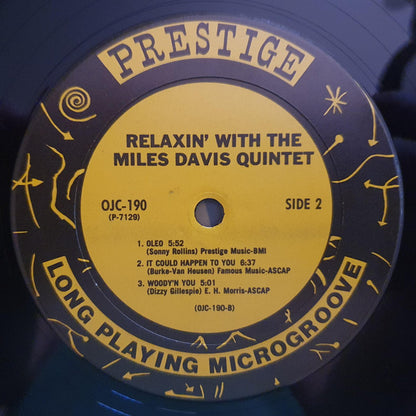 PRESTIGE
RELAXIN' WITH THE
MILES DAVIS QUINTET
OJC-190
(P-7129)
SIDE 2
1. OLEO 5:52
(Sonny Rollins) Prestige Music-BMI
2. IT COULD HAPPEN TO YOU 6:37
(Burke-Van Heusen) Famous Music-ASCAP
3. WOODY'N YOU 5:01
(Dizzy Gillespie) E. H. Morris-ASCAP
(OJC-190-B)
LONG PLAYING MICROGROOVE